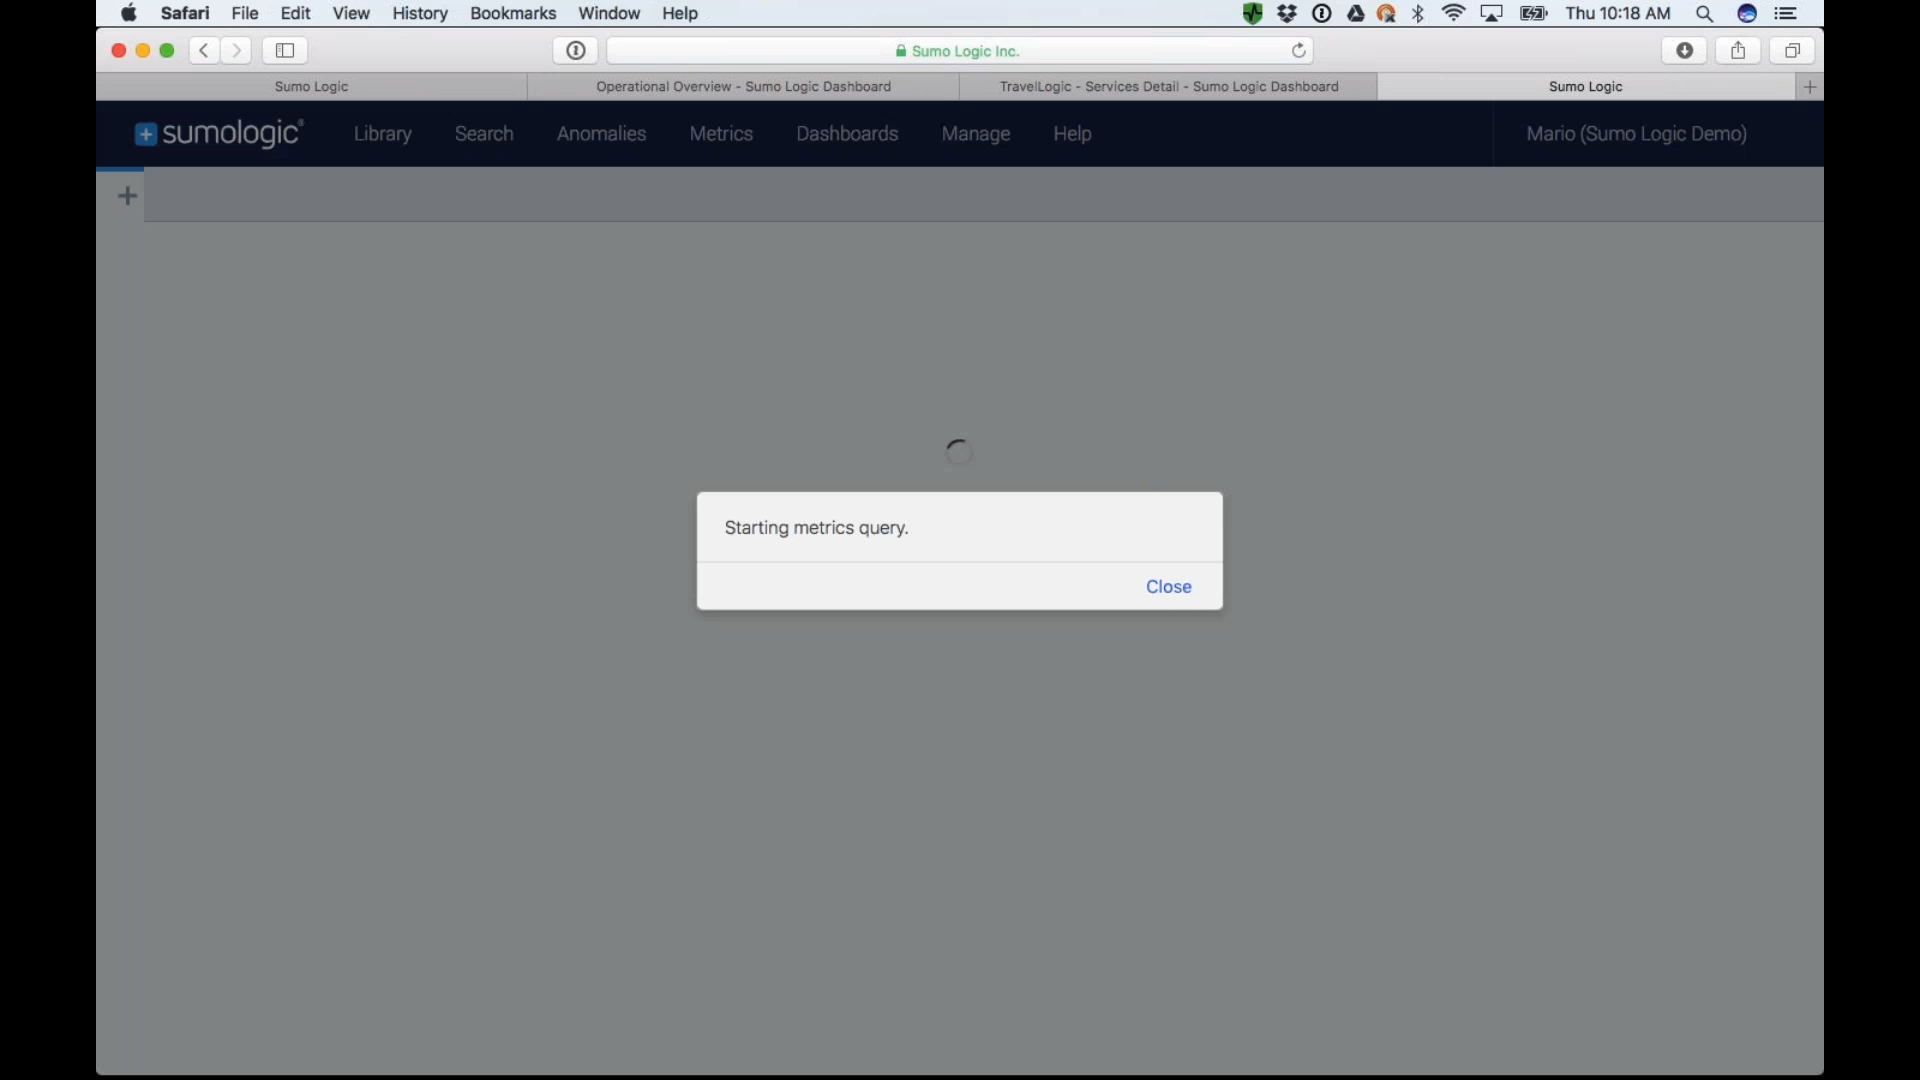 Safari File Edit View History Bookmarks Window Help Thu 10:18 AM
Sumo Logic Inc.
Sumo Logic Operational Overview - Sumo Logic Dashboard TravelLogic - Services Detail - Sumo Logic Dashboard Sumo Logic
sumologic® Library Search Anomalies Metrics Dashboards Manage Help Mario (Sumo Logic Demo)
Starting metrics query.
Close